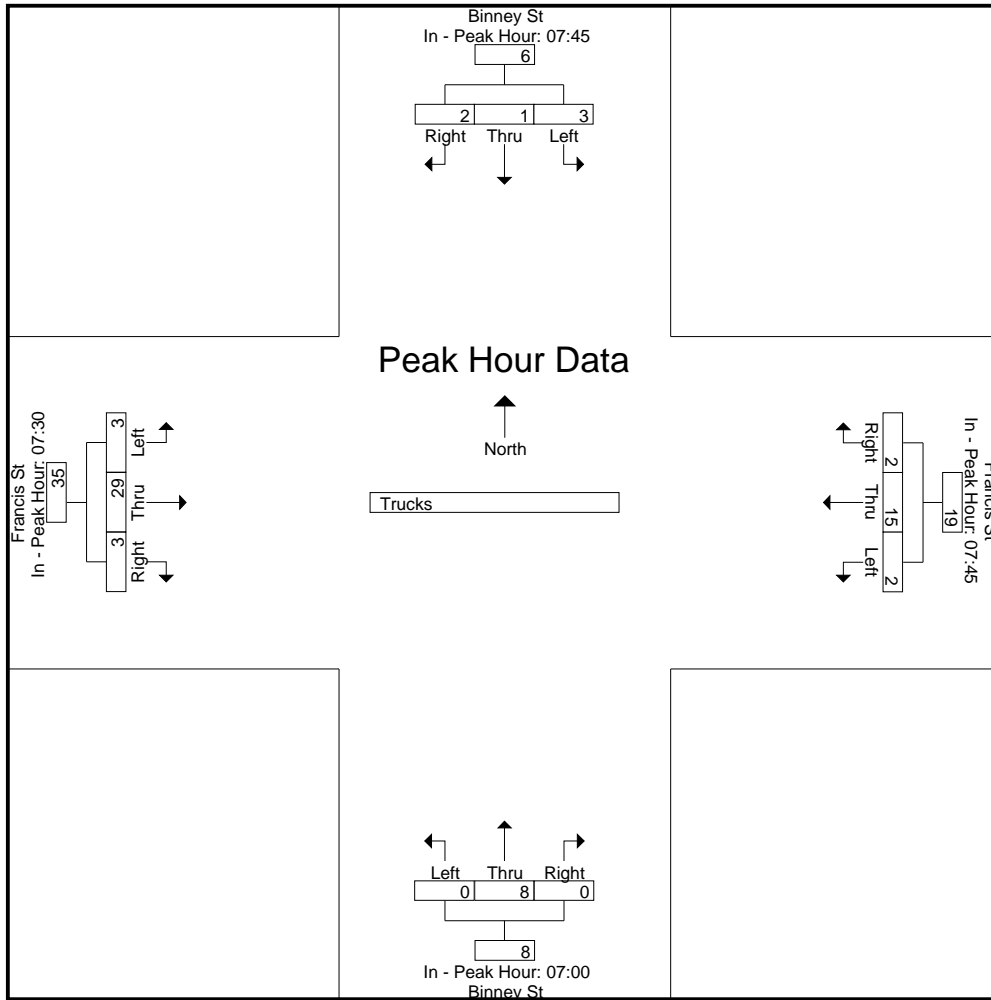 Binney St
In - Peak Hour: 07:45
6
2 1 3
Right Thru Left
Peak Hour Data
North
Trucks
Francis St
In - Peak Hour: 07:30
35
3 29 3
Left Thru Right
Francis St
In - Peak Hour: 07:45
19
2 15 2
Right Thru Left
Left Thru Right
0 8 0
8
In - Peak Hour: 07:00
Binney St